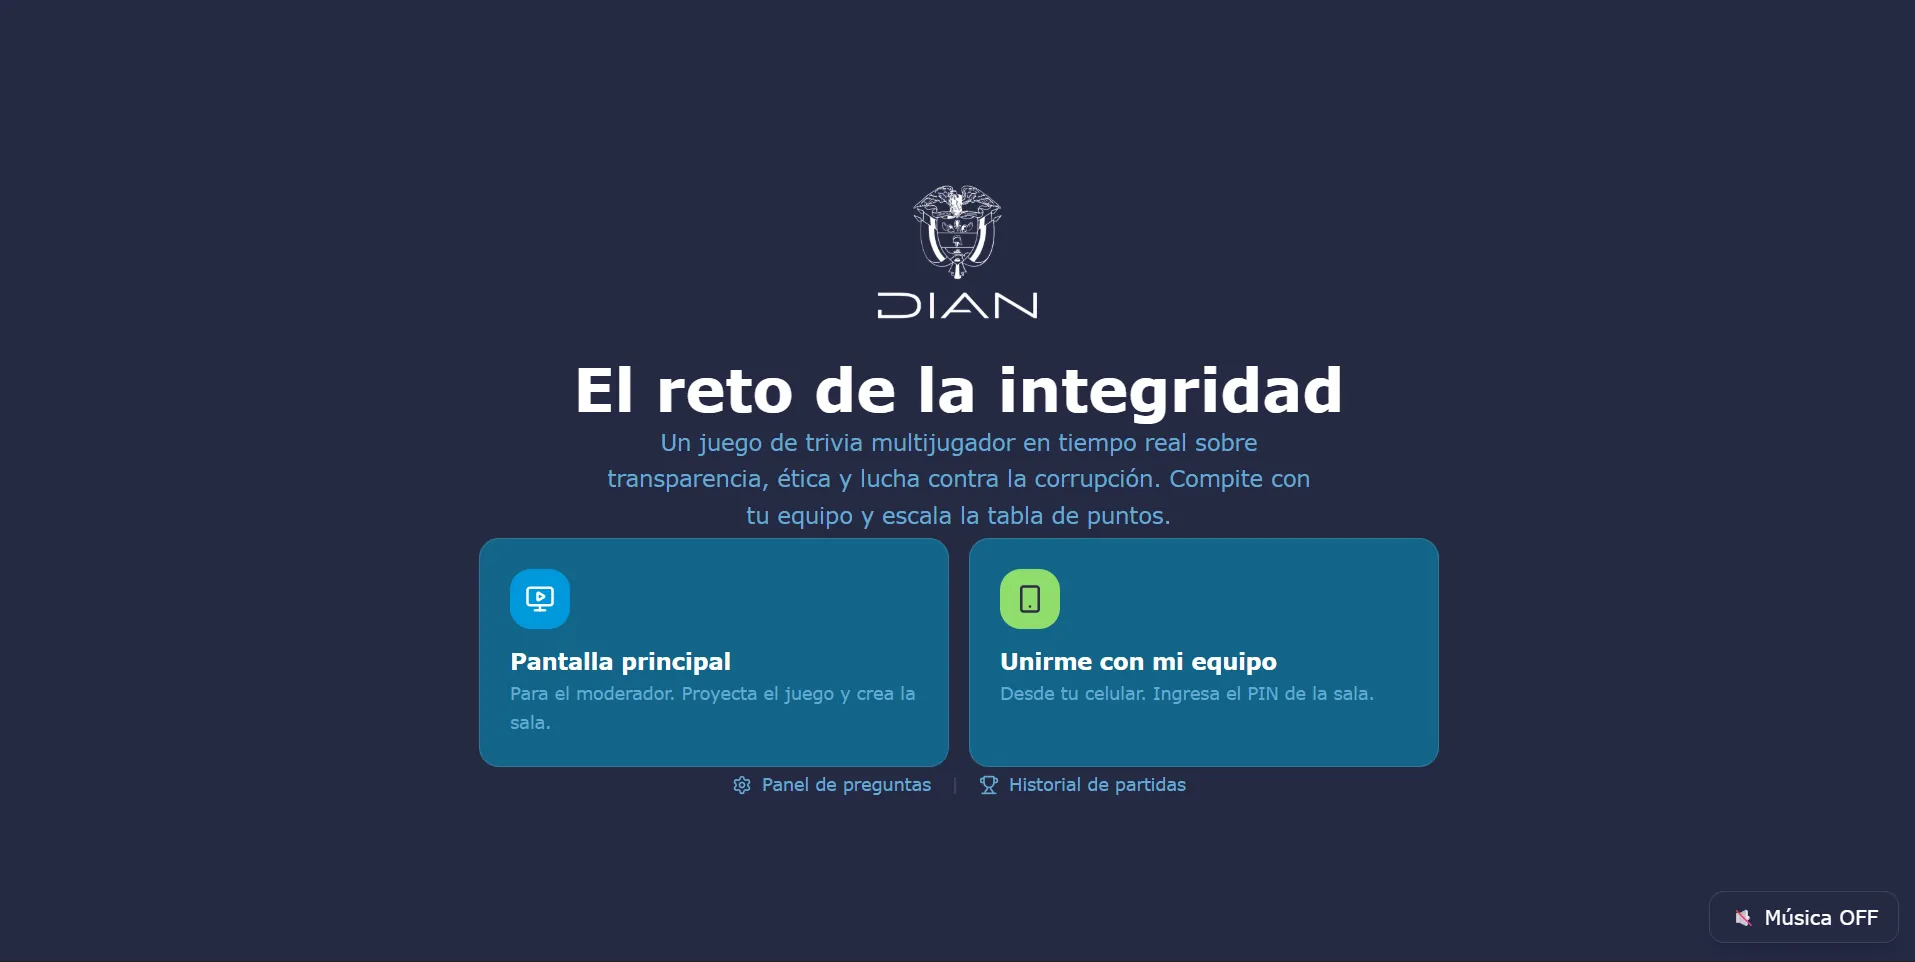 DIAN
El reto de la integridad
Un juego de trivia multijugador en tiempo real sobre
transparencia, ética y lucha contra la corrupción. Compite con
tu equipo y escala la tabla de puntos.
Pantalla principal
Para el moderador. Proyecta el juego y crea la
sala.
Unirme con mi equipo
Desde tu celular. Ingresa el PIN de la sala.
Panel de preguntas | Historial de partidas
Música OFF